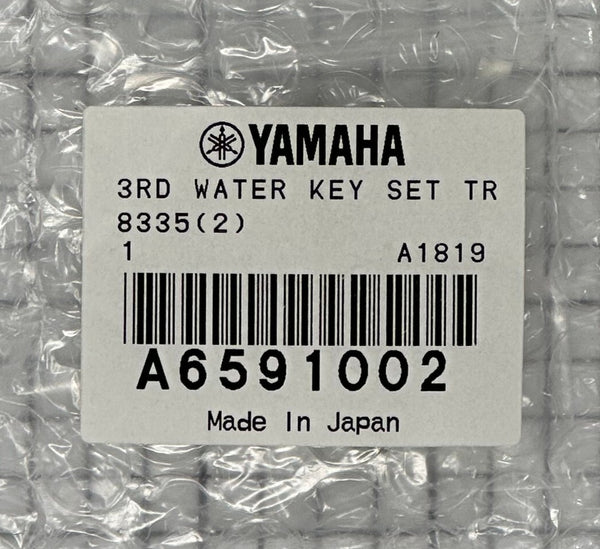 YAMAHA
3RD WATER KEY SET TR
8335(2)
1 A1819
A6591002
Made In Japan